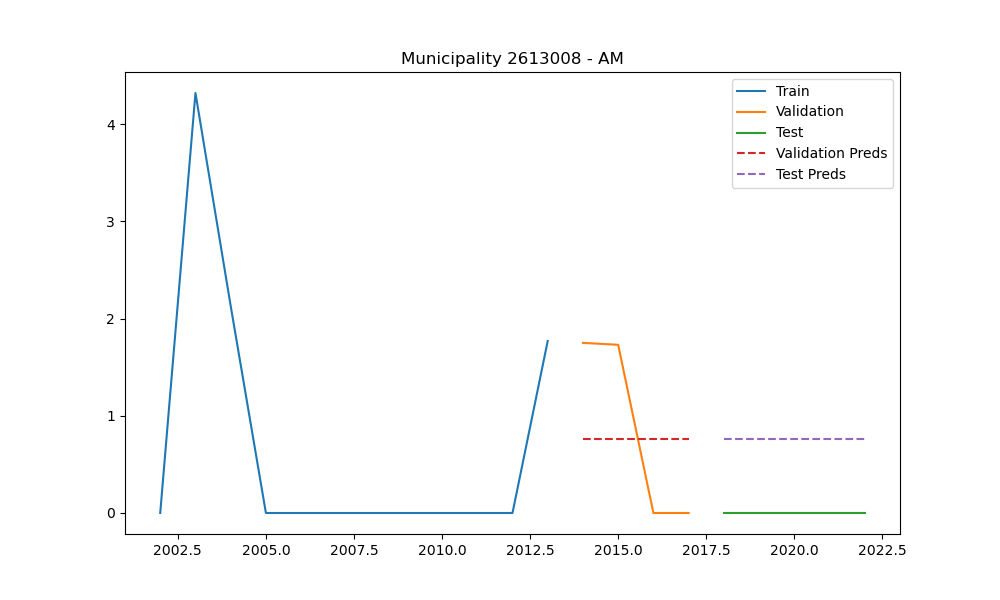 Municipality 2613008 - AM
Train
Validation
Test
Validation Preds
Test Preds
4
3
2
1
0
2002.5 2005.0 2007.5 2010.0 2012.5 2015.0 2017.5 2020.0 2022.5